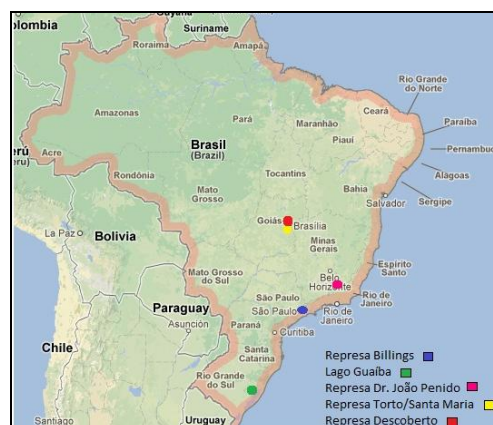 Guyana
Colombia
Suriname
Roraima
Amapá
Rio Grande
do Norte
Amazonas
Pará
Ceará
Maranhão
Paraíba
Brasil
(Brazil)
Piauí
Pernambuco
Acre
Tocantins
Alagoas
Rondônia
Mato
Grosso
Bahia
Sergipe
Salvador
Goiás
Brasília
La Paz
Bolivia
Minas
Gerais
Espírito
Santo
Mato Grosso
do Sul
Belo
Horizonte
Rio de
Janeiro
São Paulo
São Paulo
Rio de
Janeiro
Paraguay
Asunción
Paraná
Curitiba
Chile
Santa
Catarina
Rio Grande
do Sul
Santiago
Uruguay
Represa Billings
Lago Guaíba
Represa Dr. João Penido
Represa Torto/Santa Maria
Represa Descoberto